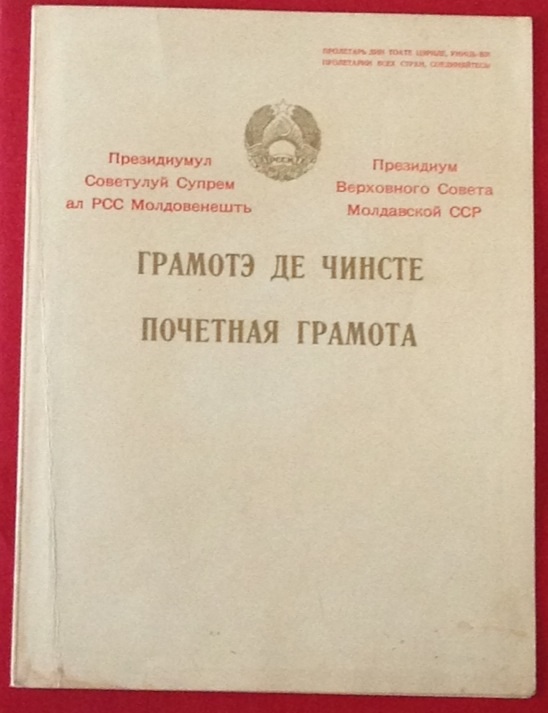 ПРОЛЕТАРЬ ДИН ТОАТЕ ЦЭРИЛЕ, УНИЦЬ-ВЭ!
ПРОЛЕТАРИИ ВСЕХ СТРАН, СОЕДИНЯЙТЕСЬ!
РССМ
Президиумул
Советулуй Супрем
ал РСС Молдовенешть
Президиум
Верховного Совета
Молдавской ССР
ГРАМОТЭ ДЕ ЧИНСТЕ
ПОЧЕТНАЯ ГРАМОТА